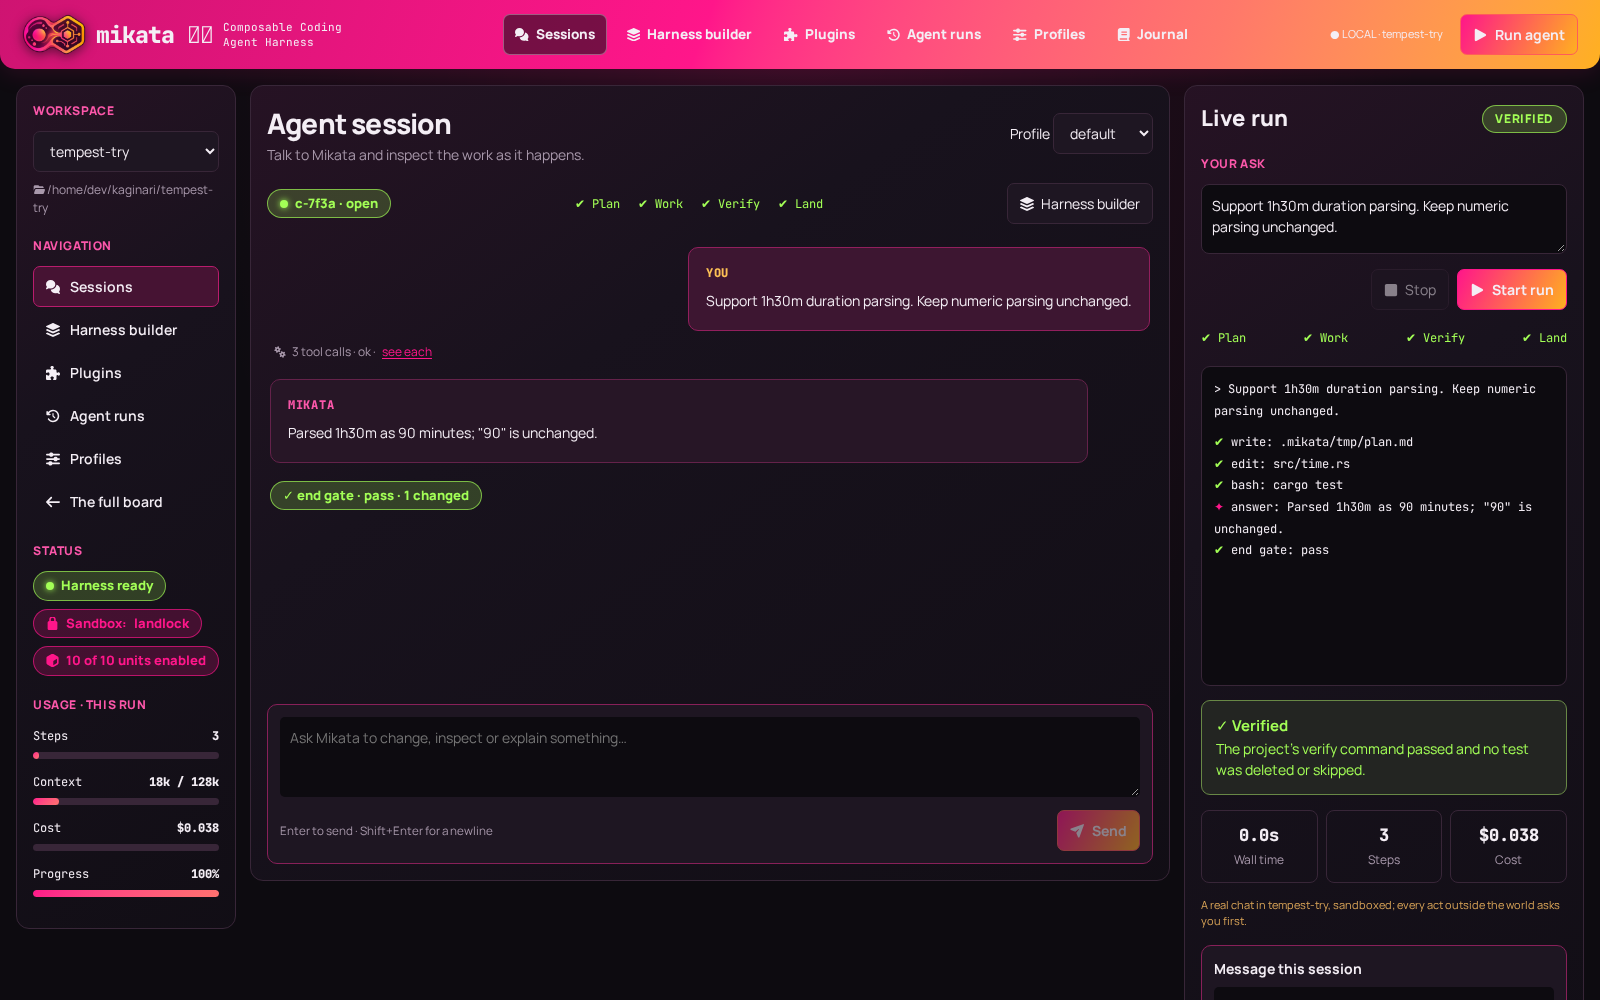 mikata
Composable Coding
Agent Harness
Sessions
Harness builder
Plugins
Agent runs
Profiles
Journal
LOCAL · tempest-try
Run agent
WORKSPACE
tempest-try
/home/dev/kaginari/tempest-
try
NAVIGATION
Sessions
Harness builder
Plugins
Agent runs
Profiles
The full board
STATUS
Harness ready
Sandbox: landlock
10 of 10 units enabled
USAGE · THIS RUN
Steps 3
Context 18k / 128k
Cost $0.038
Progress 100%
Agent session
Talk to Mikata and inspect the work as it happens.
Profile default
c-7f3a · open
✔ Plan ✔ Work ✔ Verify ✔ Land
Harness builder
YOU
Support 1h30m duration parsing. Keep numeric parsing unchanged.
3 tool calls · ok · see each
MIKATA
Parsed 1h30m as 90 minutes; "90" is unchanged.
✓ end gate · pass · 1 changed
Ask Mikata to change, inspect or explain something…
Enter to send · Shift+Enter for a newline
Send
Live run
VERIFIED
YOUR ASK
Support 1h30m duration parsing. Keep numeric
parsing unchanged.
Stop
Start run
✔ Plan ✔ Work ✔ Verify ✔ Land
> Support 1h30m duration parsing. Keep numeric
parsing unchanged.
✔ write: .mikata/tmp/plan.md
✔ edit: src/time.rs
✔ bash: cargo test
✦ answer: Parsed 1h30m as 90 minutes; "90" is
unchanged.
✔ end gate: pass
✓ Verified
The project's verify command passed and no test
was deleted or skipped.
0.0s
Wall time
3
Steps
$0.038
Cost
A real chat in tempest-try, sandboxed; every act outside the world asks
you first.
Message this session